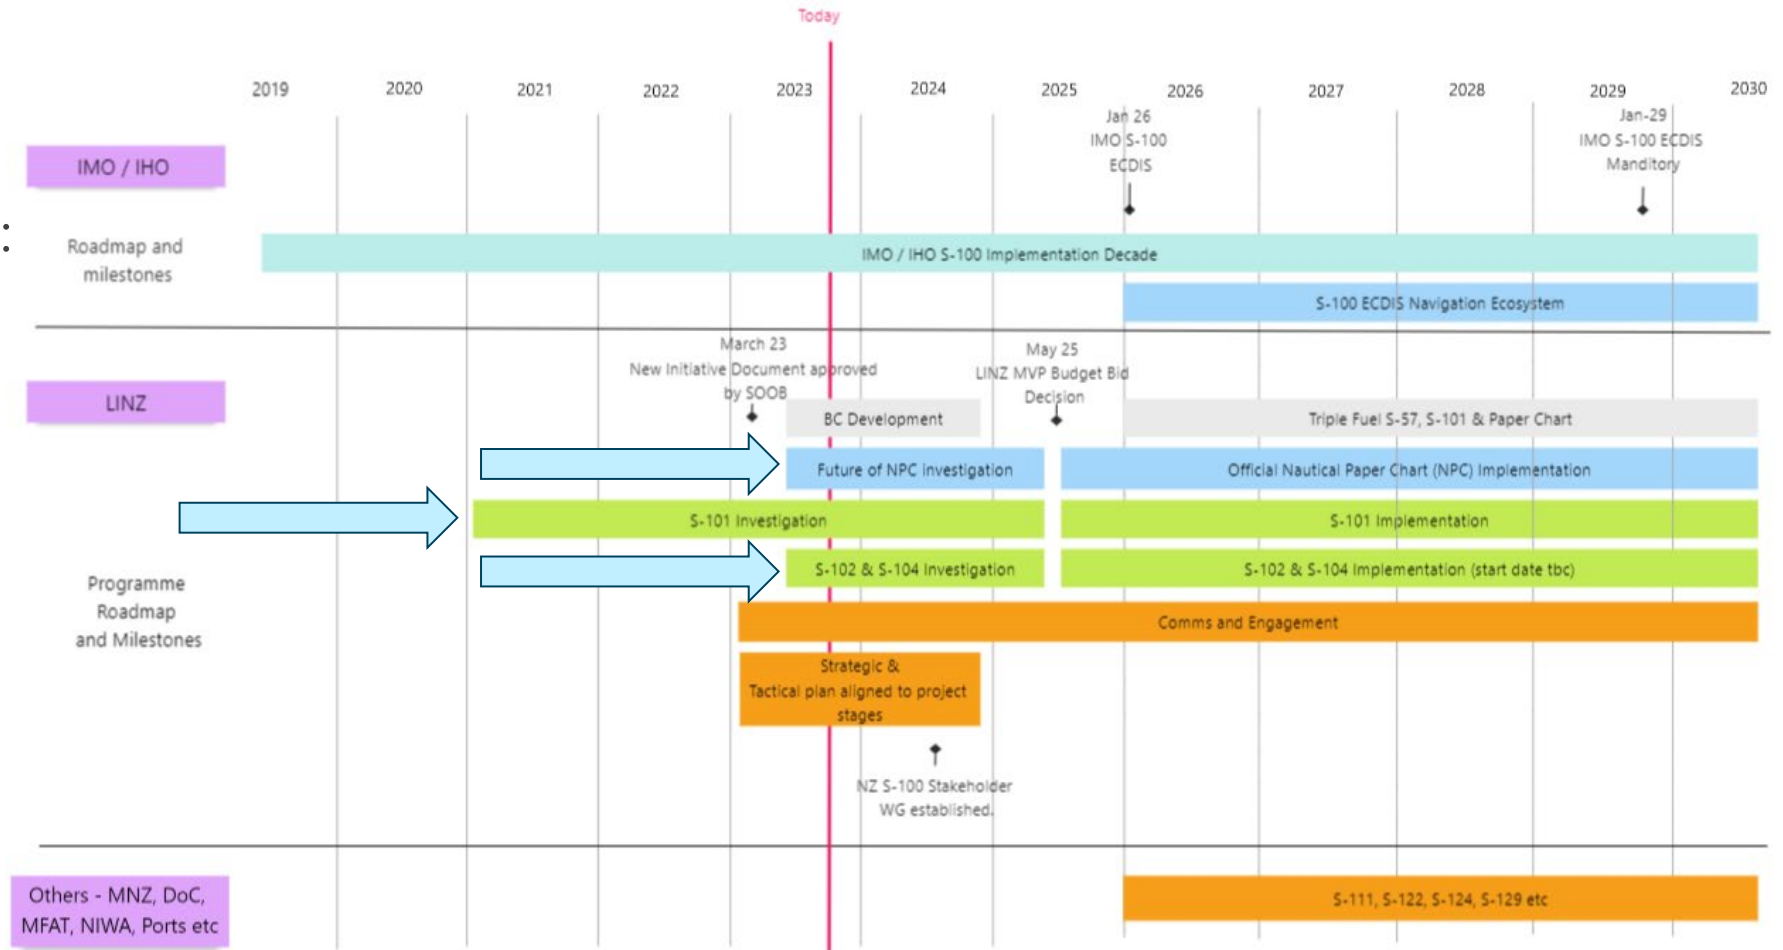 Today
2019 2020 2021 2022 2023 2024 2025 2026 2027 2028 2029 2030
IMO / IHO
Jan 26
IMO S-100
ECDIS
Jan-29
IMO S-100 ECDIS
Manditory
Roadmap and
milestones
IMO / IHO S-100 Implementation Decade
S-100 ECDIS Navigation Ecosystem
LINZ
March 23
New Initiative Document approved
by SOOB
May 25
LINZ MVP Budget Bid
Decision
BC Development
Triple Fuel S-57, S-101 & Paper Chart
Future of NPC investigation
Official Nautical Paper Chart (NPC) Implementation
S-101 Investigation
S-101 Implementation
S-102 & S-104 Investigation
S-102 & S-104 Implementation (start date tbc)
Programme
Roadmap
and Milestones
Comms and Engagement
Strategic &
Tactical plan aligned to project
stages
NZ S-100 Stakeholder
WG established.
Others - MNZ, DoC,
MFAT, NIWA, Ports etc
S-111, S-122, S-124, S-129 etc